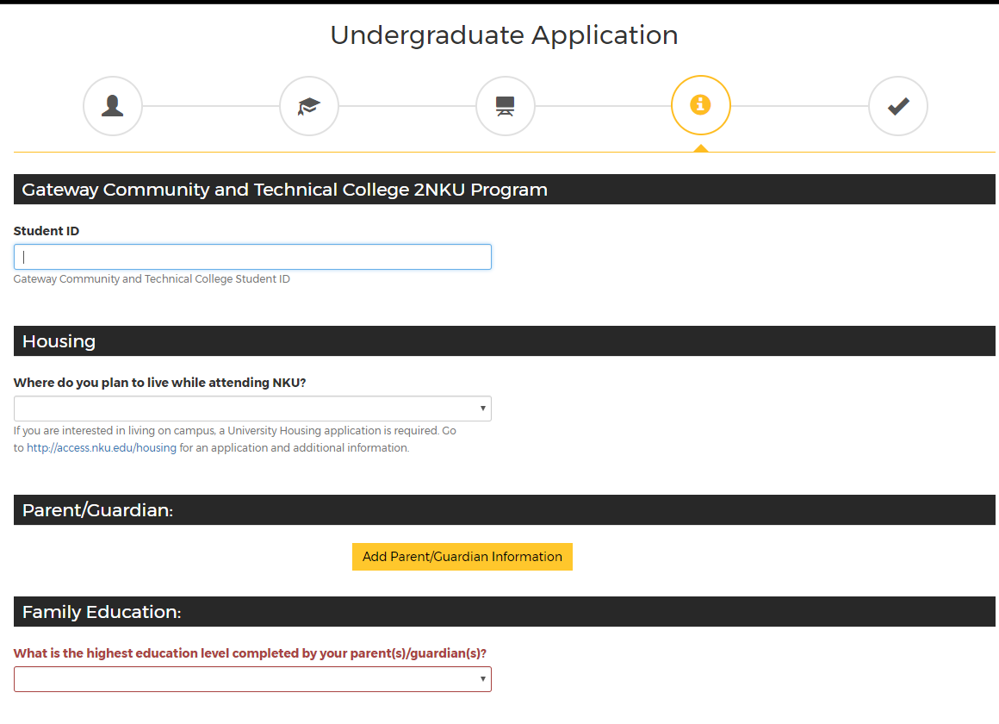 Undergraduate Application
Gateway Community and Technical College 2NKU Program
Student ID
Gateway Community and Technical College Student ID
Housing
Where do you plan to live while attending NKU?
If you are interested in living on campus, a University Housing application is required. Go
to http://access.nku.edu/housing for an application and additional information.
Parent/Guardian:
Add Parent/Guardian Information
Family Education:
What is the highest education level completed by your parent(s)/guardian(s)?